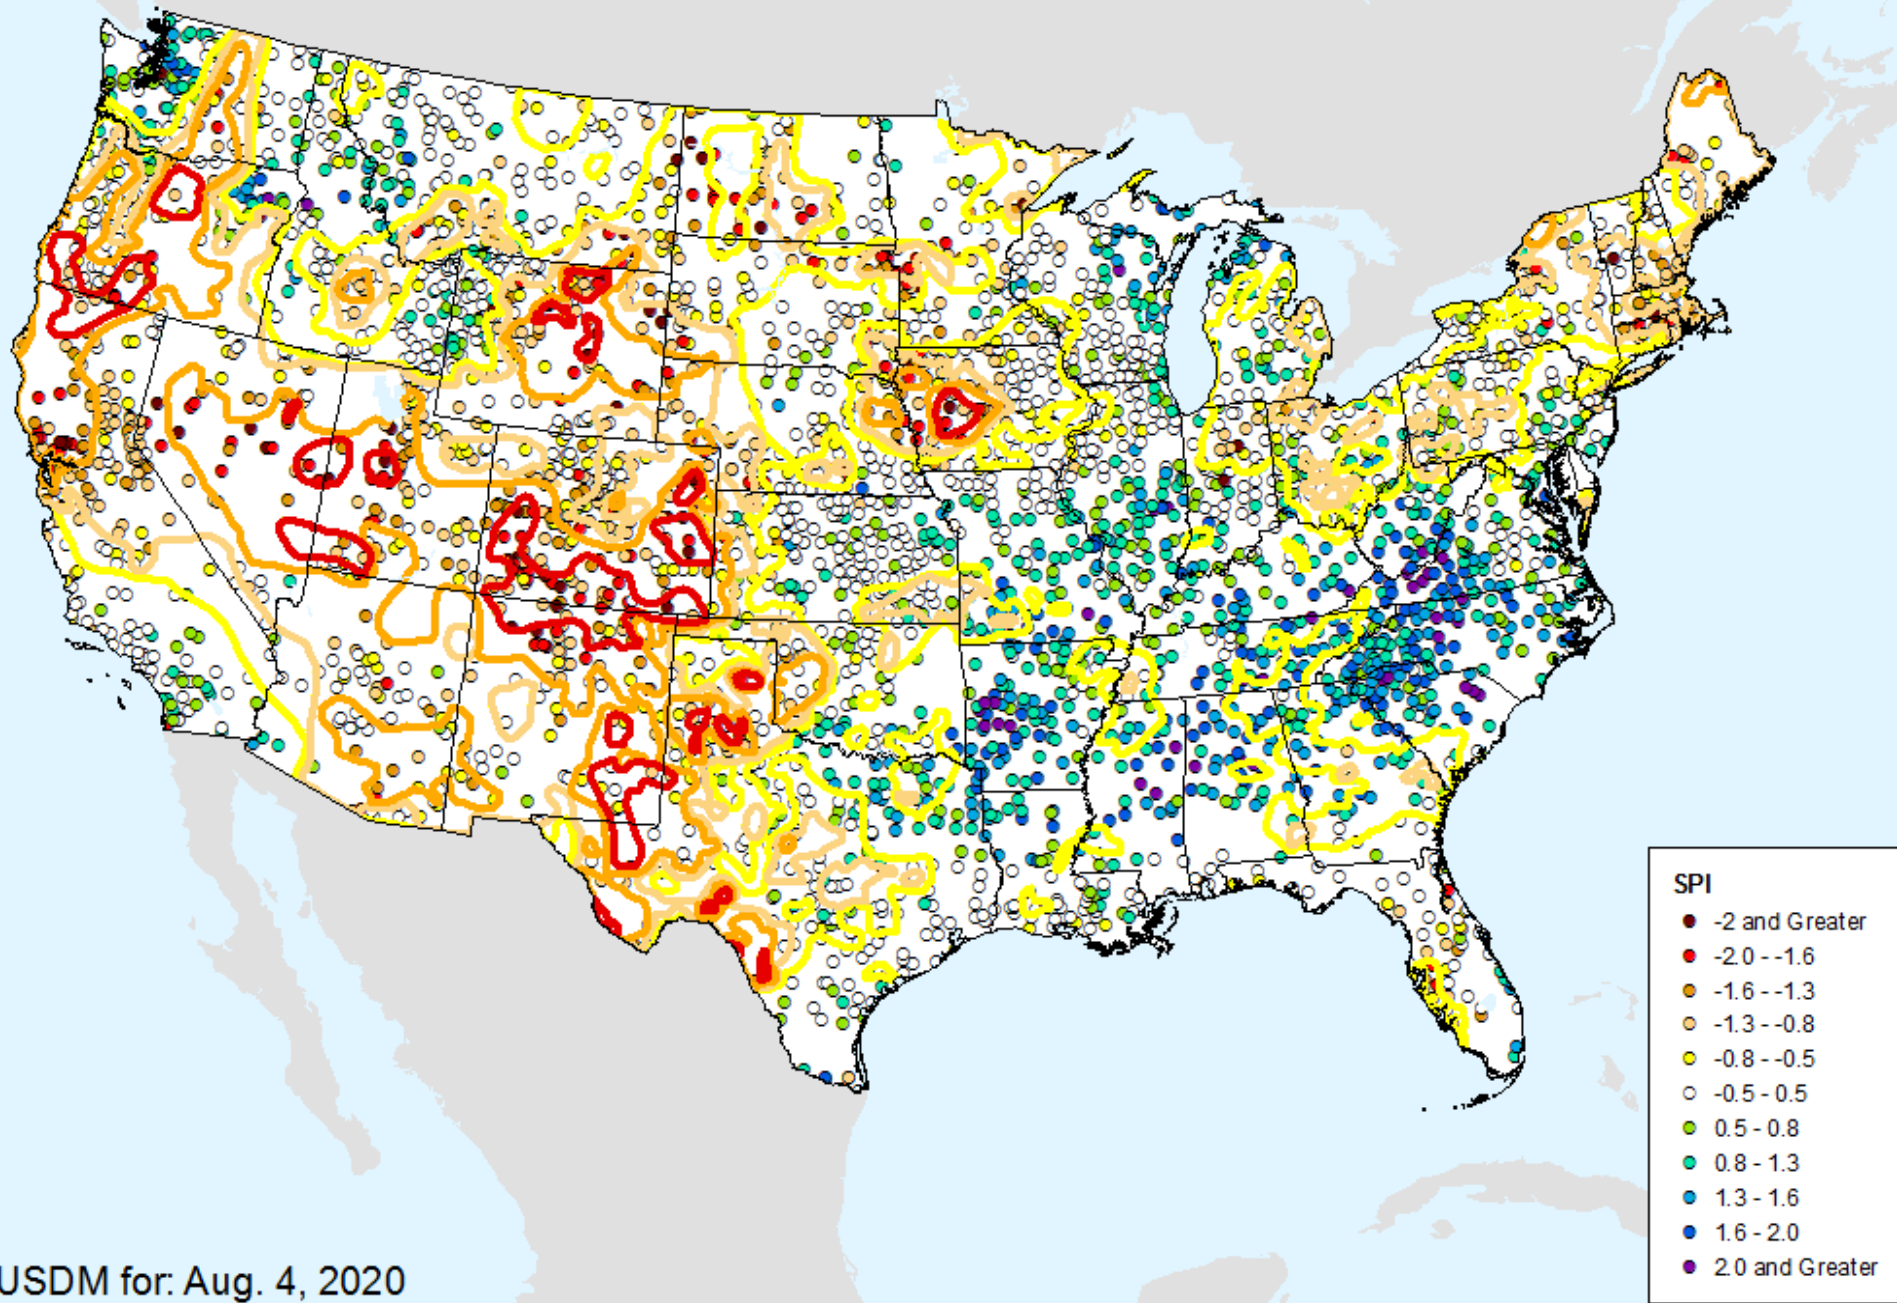 SPI
-2 and Greater
-2.0 - -1.6
-1.6 - -1.3
-1.3 - -0.8
-0.8 - -0.5
-0.5 - 0.5
0.5 - 0.8
0.8 - 1.3
1.3 - 1.6
1.6 - 2.0
2.0 and Greater
USDM for: Aug. 4, 2020